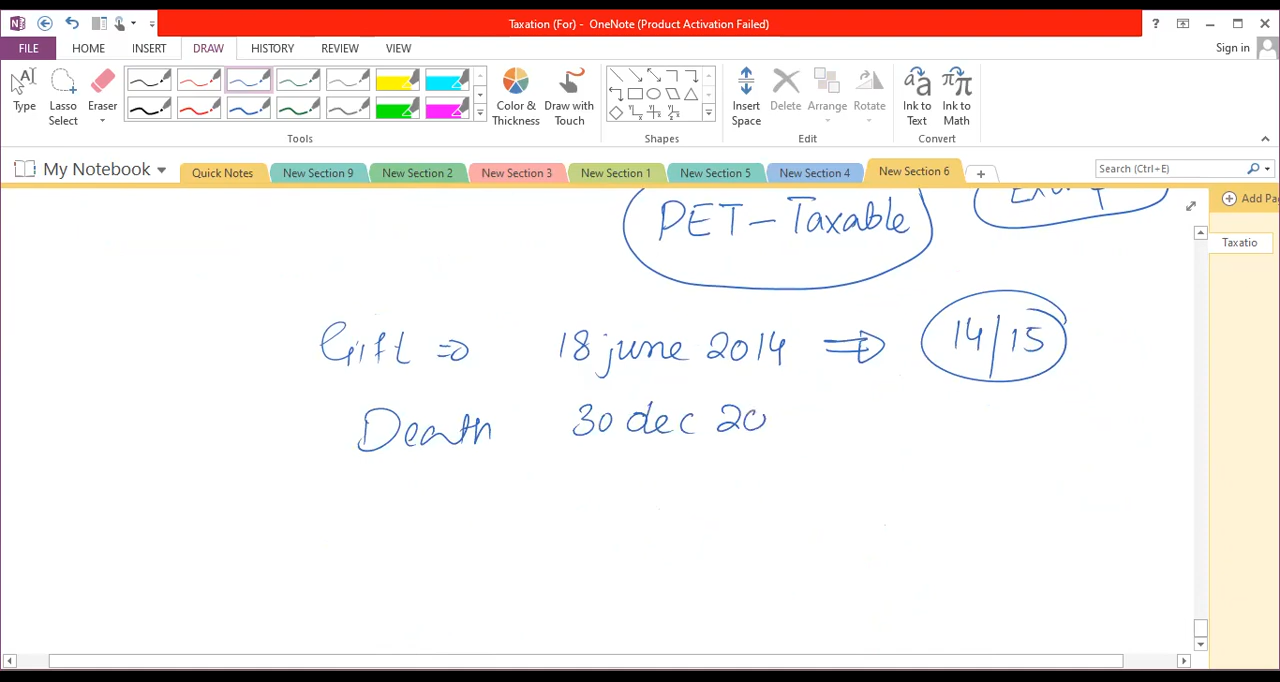 Taxation (For) - OneNote (Product Activation Failed)
?
FILE HOME INSERT DRAW HISTORY REVIEW VIEW Sign in
Type Lasso Select Eraser Color & Thickness Draw with Touch Insert Space Delete Arrange Rotate Ink to Text Ink to Math
Tools Shapes Edit Convert
My Notebook Quick Notes New Section 9 New Section 2 New Section 3 New Section 1 New Section 5 New Section 4 New Section 6 Search (Ctrl+E)
Add Pa
Taxatio
PET - Taxable
Gift => 18 june 2014 => 14/15
Death 30 dec 20